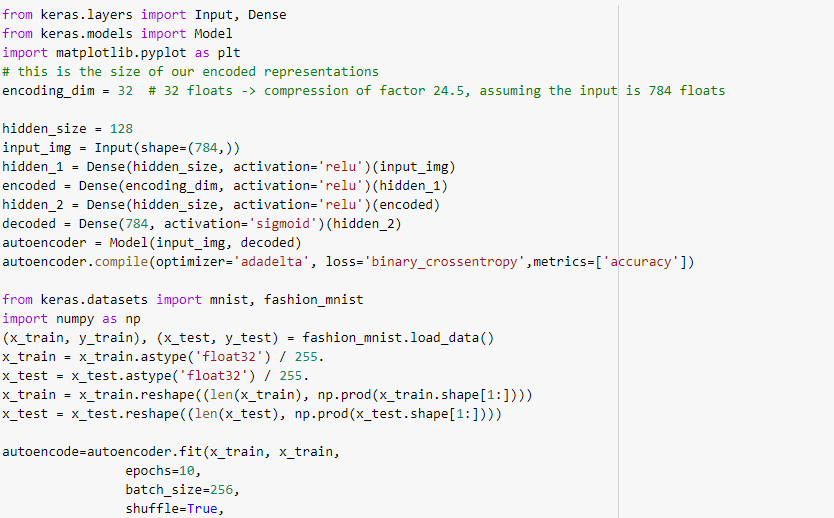 from keras.layers import Input, Dense
from keras.models import Model
import matplotlib.pyplot as plt
# this is the size of our encoded representations
encoding_dim = 32  # 32 floats -> compression of factor 24.5, assuming the input is 784 floats

hidden_size = 128
input_img = Input(shape=(784,))
hidden_1 = Dense(hidden_size, activation='relu')(input_img)
encoded = Dense(encoding_dim, activation='relu')(hidden_1)
hidden_2 = Dense(hidden_size, activation='relu')(encoded)
decoded = Dense(784, activation='sigmoid')(hidden_2)
autoencoder = Model(input_img, decoded)
autoencoder.compile(optimizer='adadelta', loss='binary_crossentropy',metrics=['accuracy'])

from keras.datasets import mnist, fashion_mnist
import numpy as np
(x_train, y_train), (x_test, y_test) = fashion_mnist.load_data()
x_train = x_train.astype('float32') / 255.
x_test = x_test.astype('float32') / 255.
x_train = x_train.reshape((len(x_train), np.prod(x_train.shape[1:])))
x_test = x_test.reshape((len(x_test), np.prod(x_test.shape[1:])))

autoencode=autoencoder.fit(x_train, x_train,
                epochs=10,
                batch_size=256,
                shuffle=True,